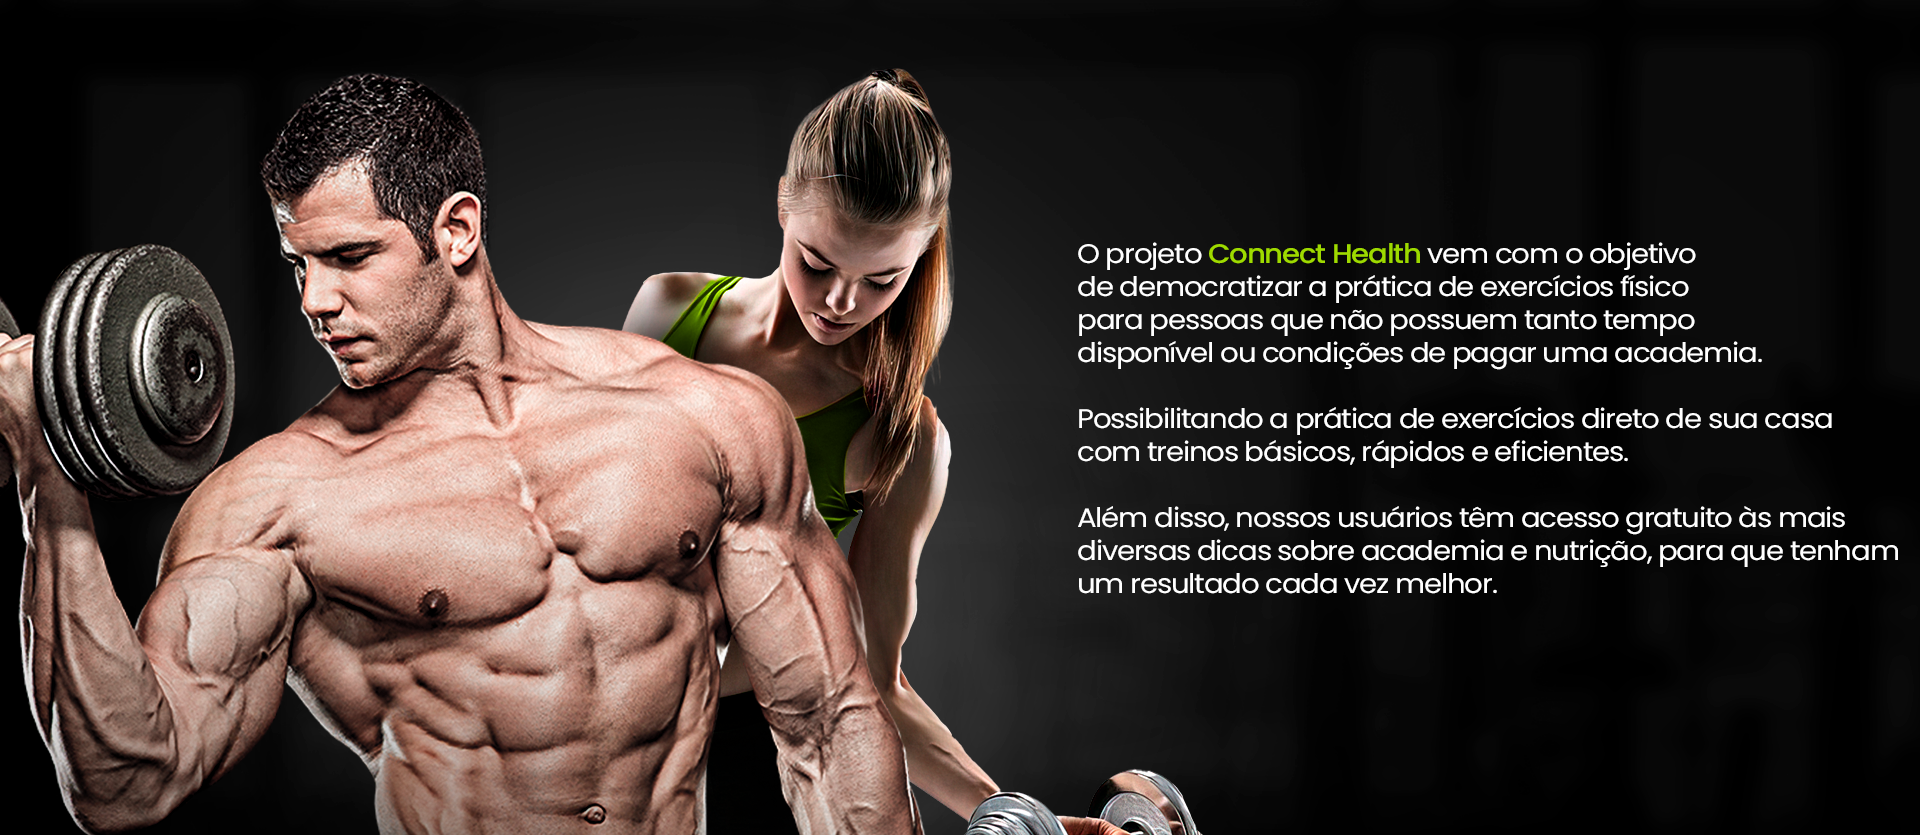 O projeto Connect Health vem com o objetivo
de democratizar a prática de exercícios físico
para pessoas que não possuem tanto tempo
disponível ou condições de pagar uma academia.
Possibilitando a prática de exercícios direto de sua casa
com treinos básicos, rápidos e eficientes.
Além disso, nossos usuários têm acesso gratuito às mais
diversas dicas sobre academia e nutrição, para que tenham
um resultado cada vez melhor.